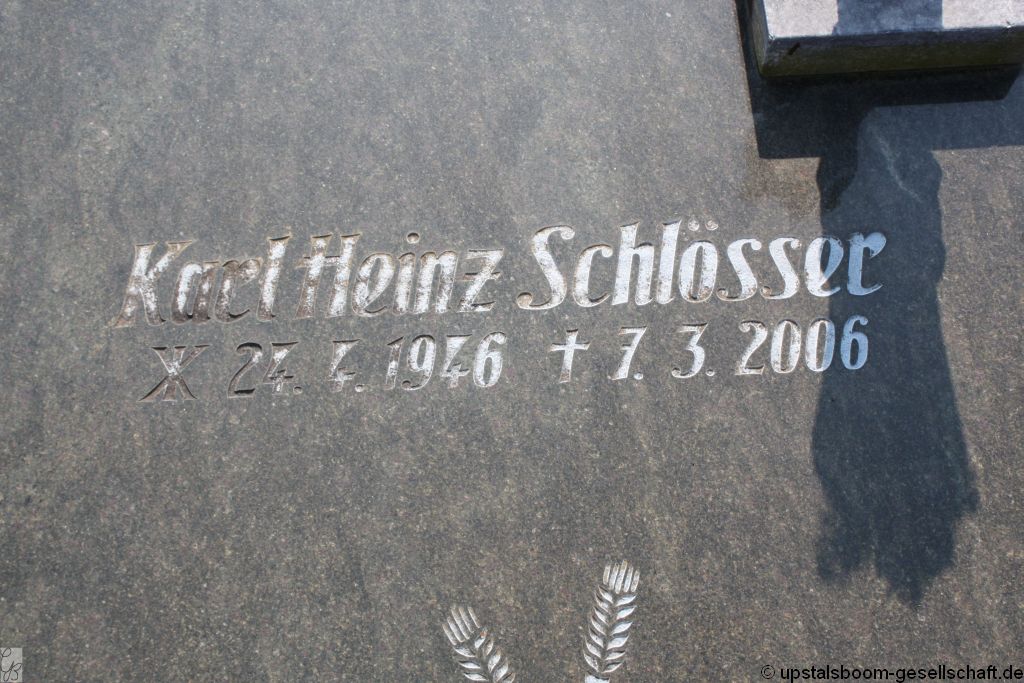 Karl Heinz Schlösser
* 24. 4. 1946 † 7. 3. 2006
© upstalsboom-gesellschaft.de